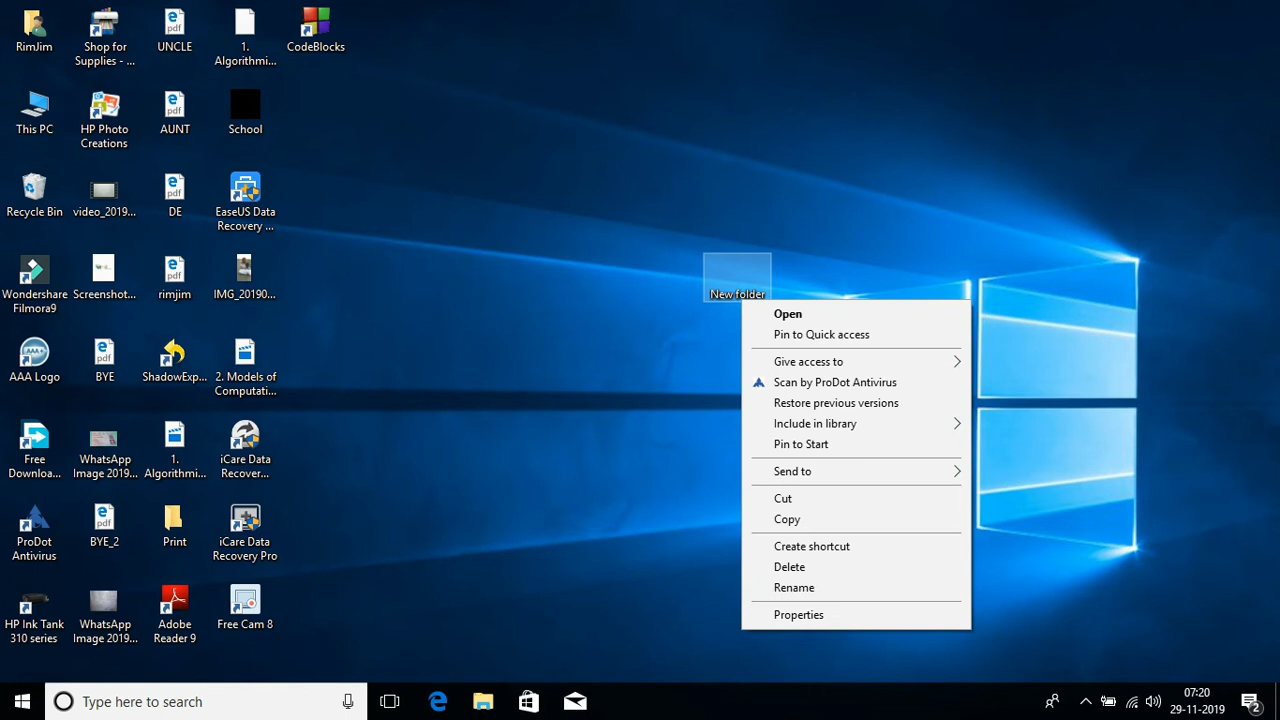 RimJim
Shop for
Supplies - ...
UNCLE
1.
Algorithmi...
CodeBlocks
This PC
HP Photo
Creations
AUNT
School
Recycle Bin
video_2019...
DE
EaseUS Data
Recovery ...
Wondershare
Filmora9
Screenshot...
rimjim
IMG_20190...
AAA Logo
BYE
ShadowExp...
2. Models of
Computati...
Free
Downloa...
WhatsApp
Image 2019...
1.
Algorithmi...
iCare Data
Recover...
ProDot
Antivirus
BYE_2
Print
iCare Data
Recovery Pro
HP Ink Tank
310 series
WhatsApp
Image 2019...
Adobe
Reader 9
Free Cam 8
New folder
Open
Pin to Quick access
Give access to
Scan by ProDot Antivirus
Restore previous versions
Include in library
Pin to Start
Send to
Cut
Copy
Create shortcut
Delete
Rename
Properties
Type here to search
07:20
29-11-2019
2